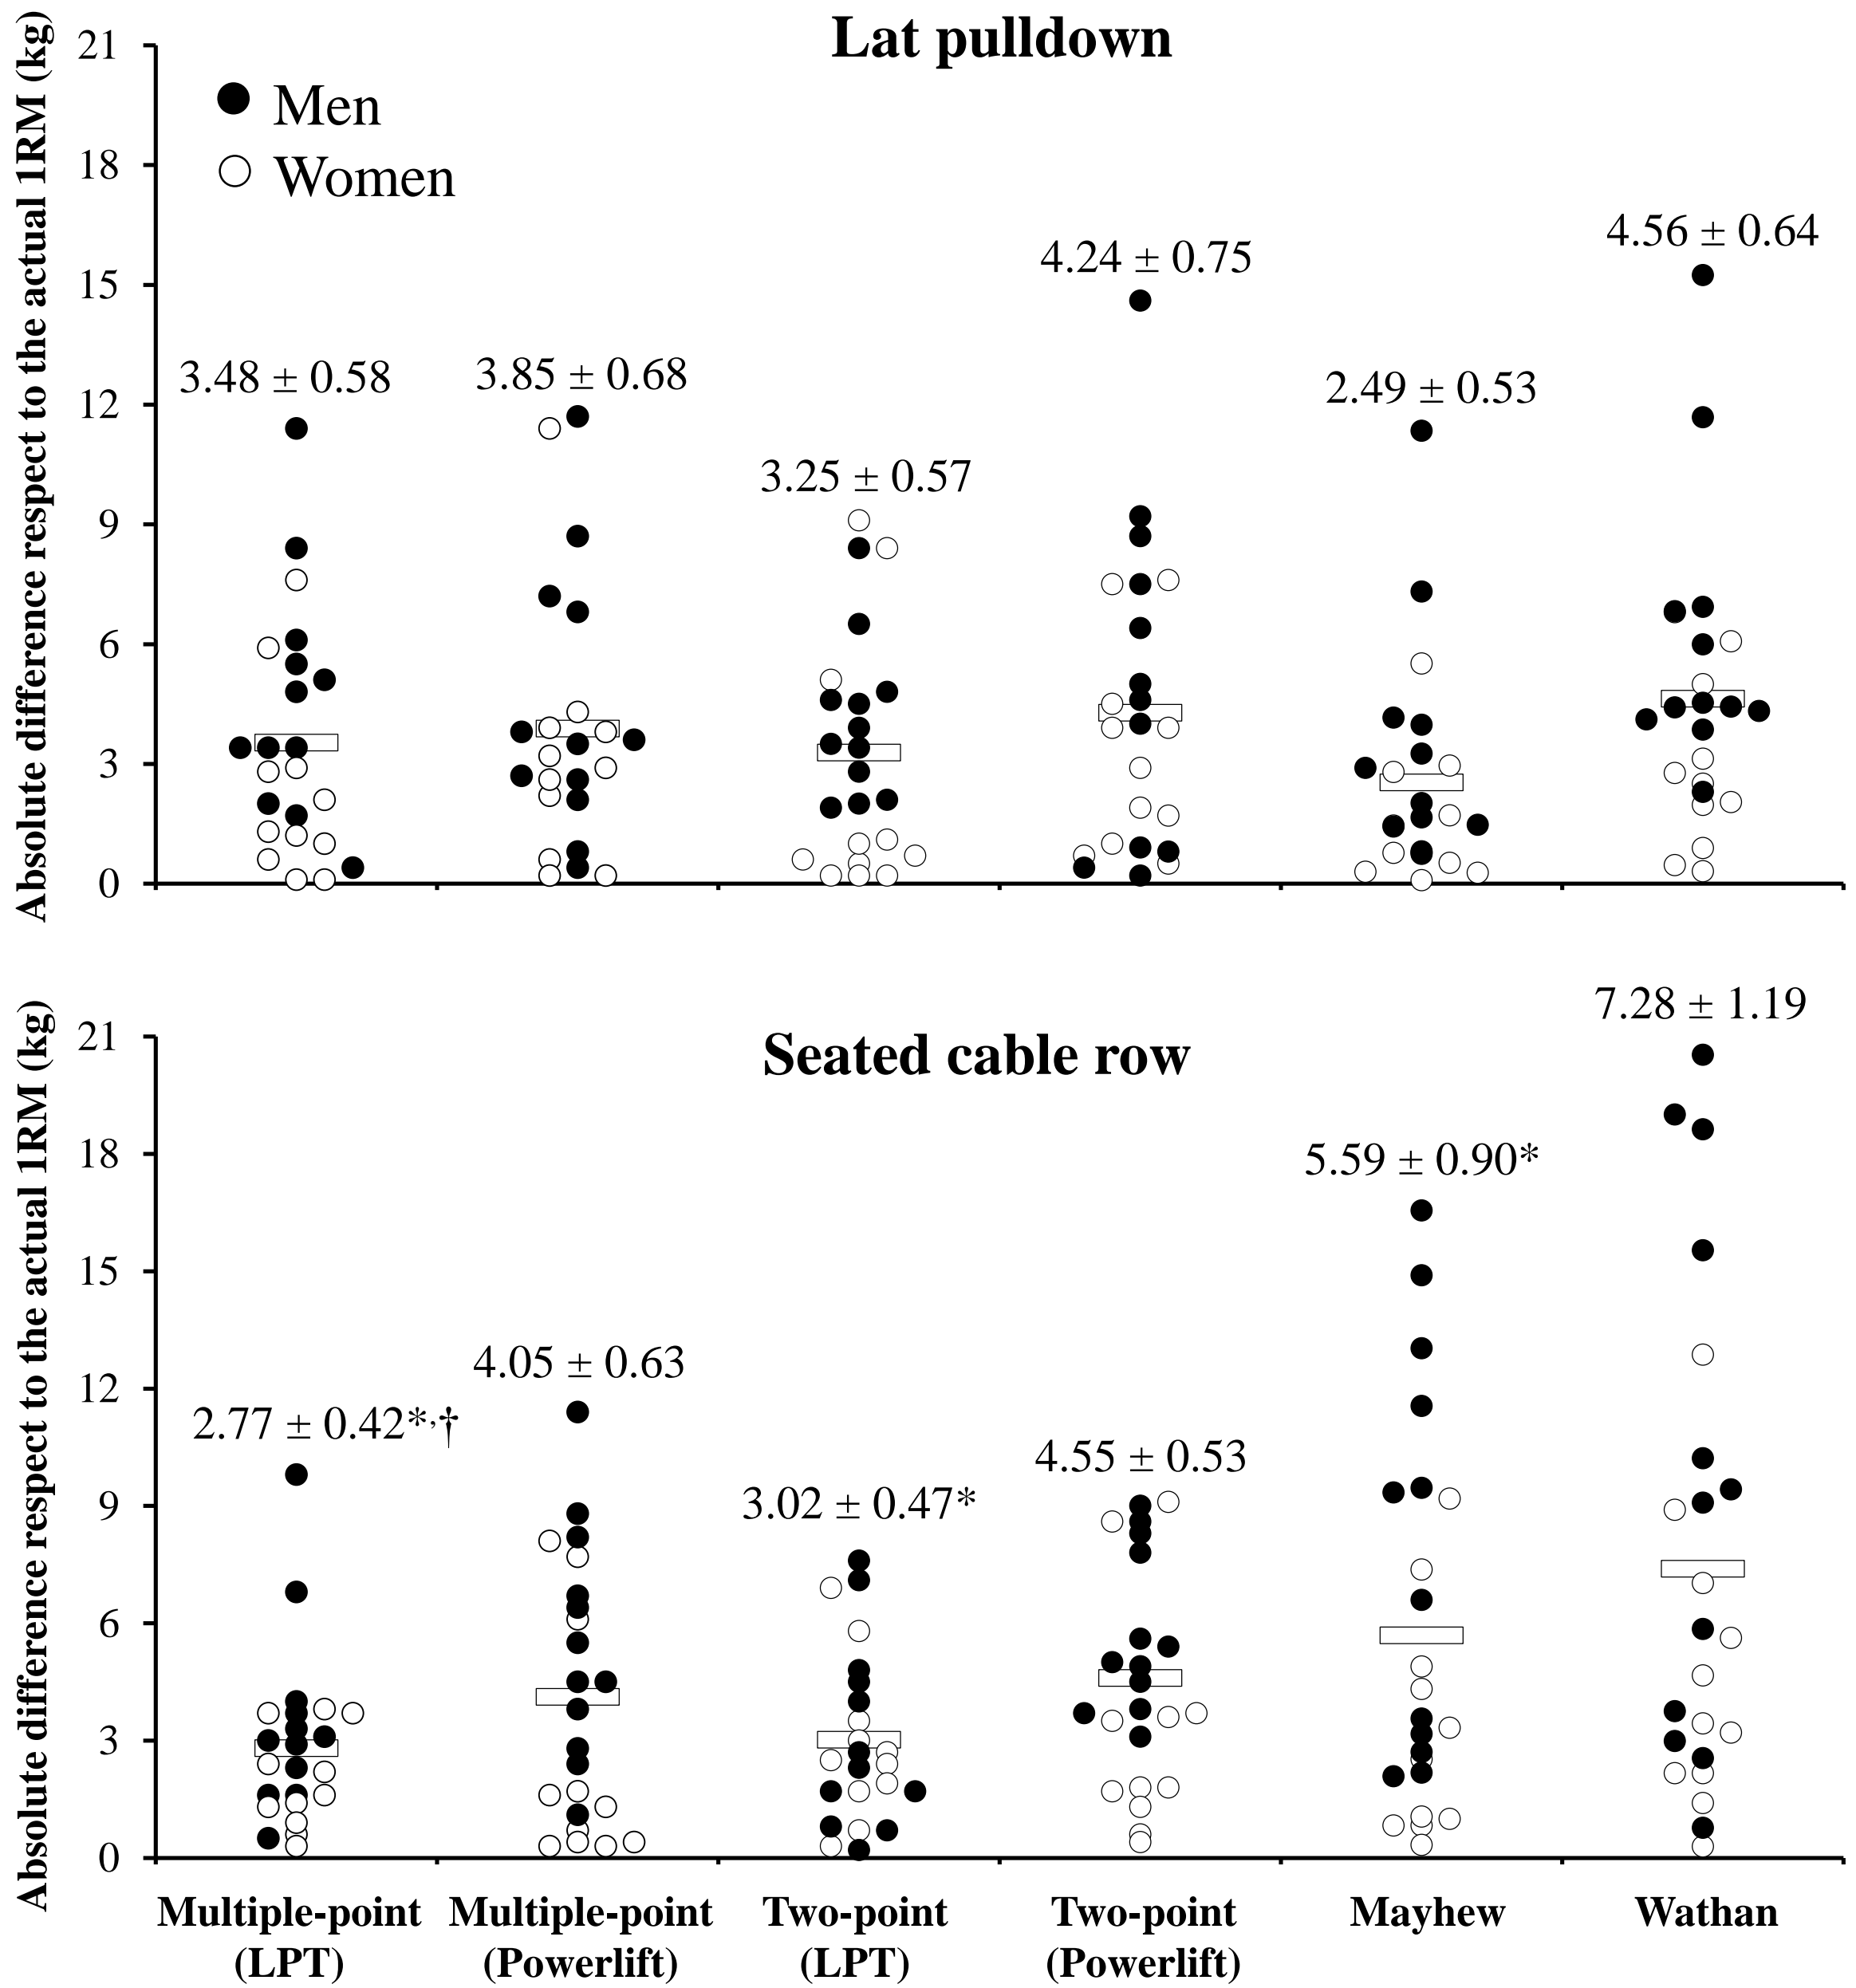 Lat pulldown
Absolute difference respect to the actual 1RM (kg)
21
18
15
12
9
6
3
0
Men
Women
3.48 ± 0.58
3.85 ± 0.68
3.25 ± 0.57
4.24 ± 0.75
2.49 ± 0.53
4.56 ± 0.64
Seated cable row
Absolute difference respect to the actual 1RM (kg)
21
18
15
12
9
6
3
0
2.77 ± 0.42*,†
4.05 ± 0.63
3.02 ± 0.47*
4.55 ± 0.53
5.59 ± 0.90*
7.28 ± 1.19
Multiple-point
(LPT)
Multiple-point
(Powerlift)
Two-point
(LPT)
Two-point
(Powerlift)
Mayhew
Wathan